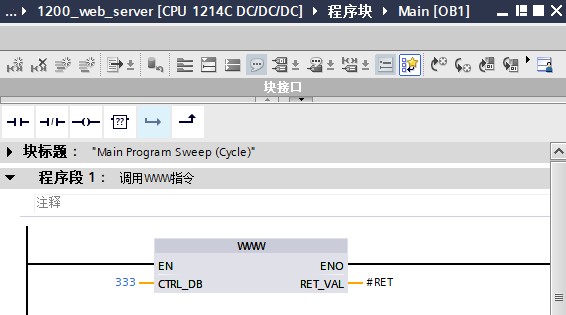 ... ▸ 1200_web_server [CPU 1214C DC/DC/DC] ▸ 程序块 ▸ Main [OB1]
块接口
??
块标题： "Main Program Sweep (Cycle)"
程序段 1： 调用WWW指令
注释
WWW
EN ENO
333 CTRL_DB RET_VAL #RET